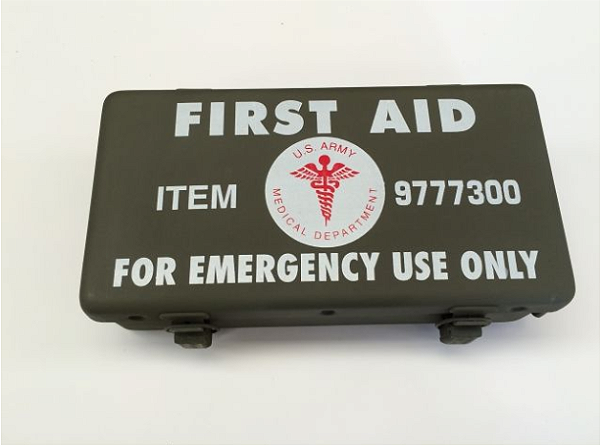 FIRST AID
U.S. ARMY
ITEM 9777300
MEDICAL DEPARTMENT
FOR EMERGENCY USE ONLY